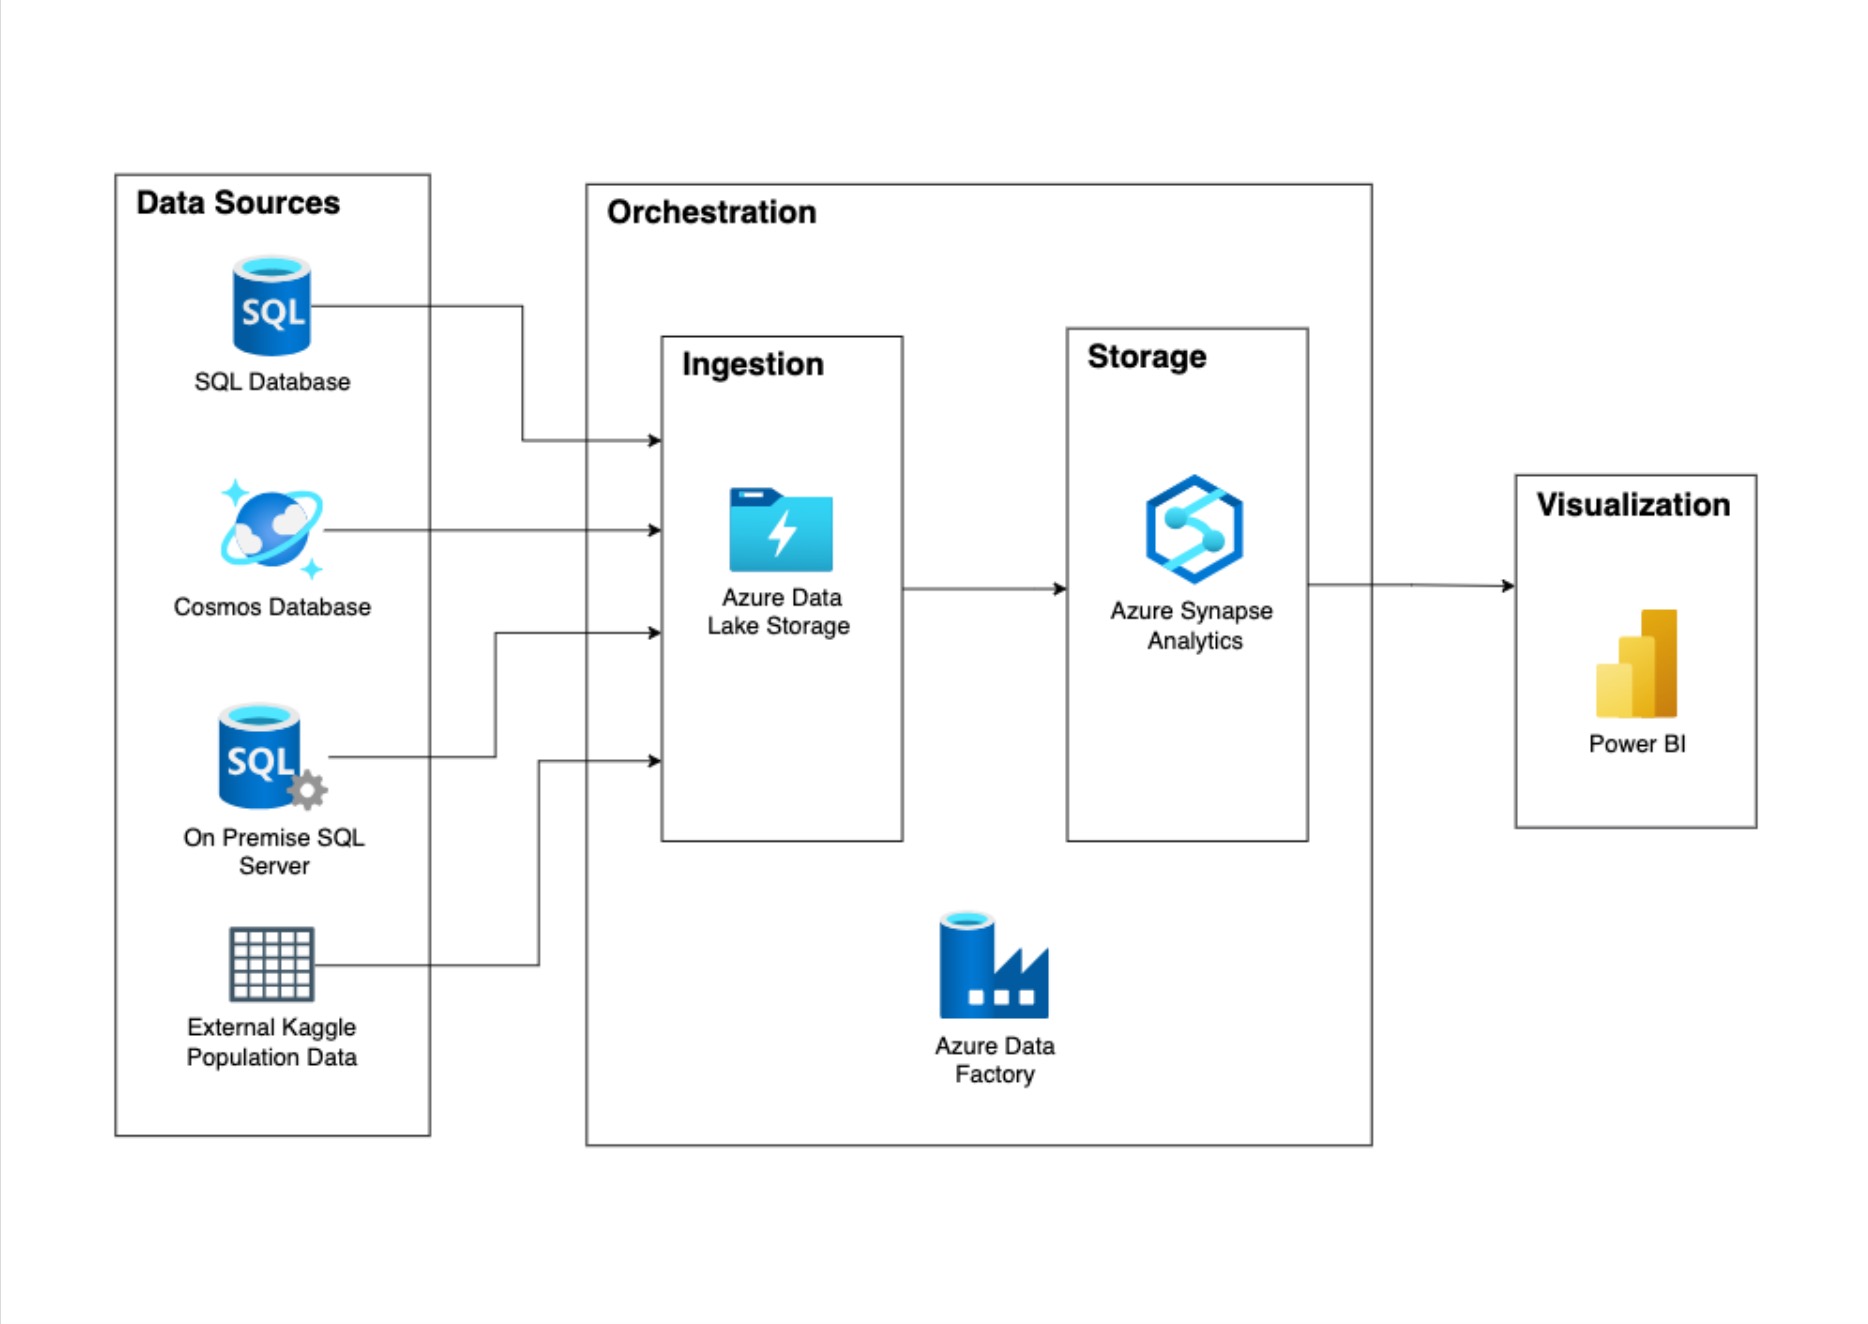 Data Sources
SQL
SQL Database
Cosmos Database
SQL
On Premise SQL
Server
External Kaggle
Population Data
Orchestration
Ingestion
Azure Data
Lake Storage
Storage
Azure Synapse
Analytics
Azure Data
Factory
Visualization
Power BI